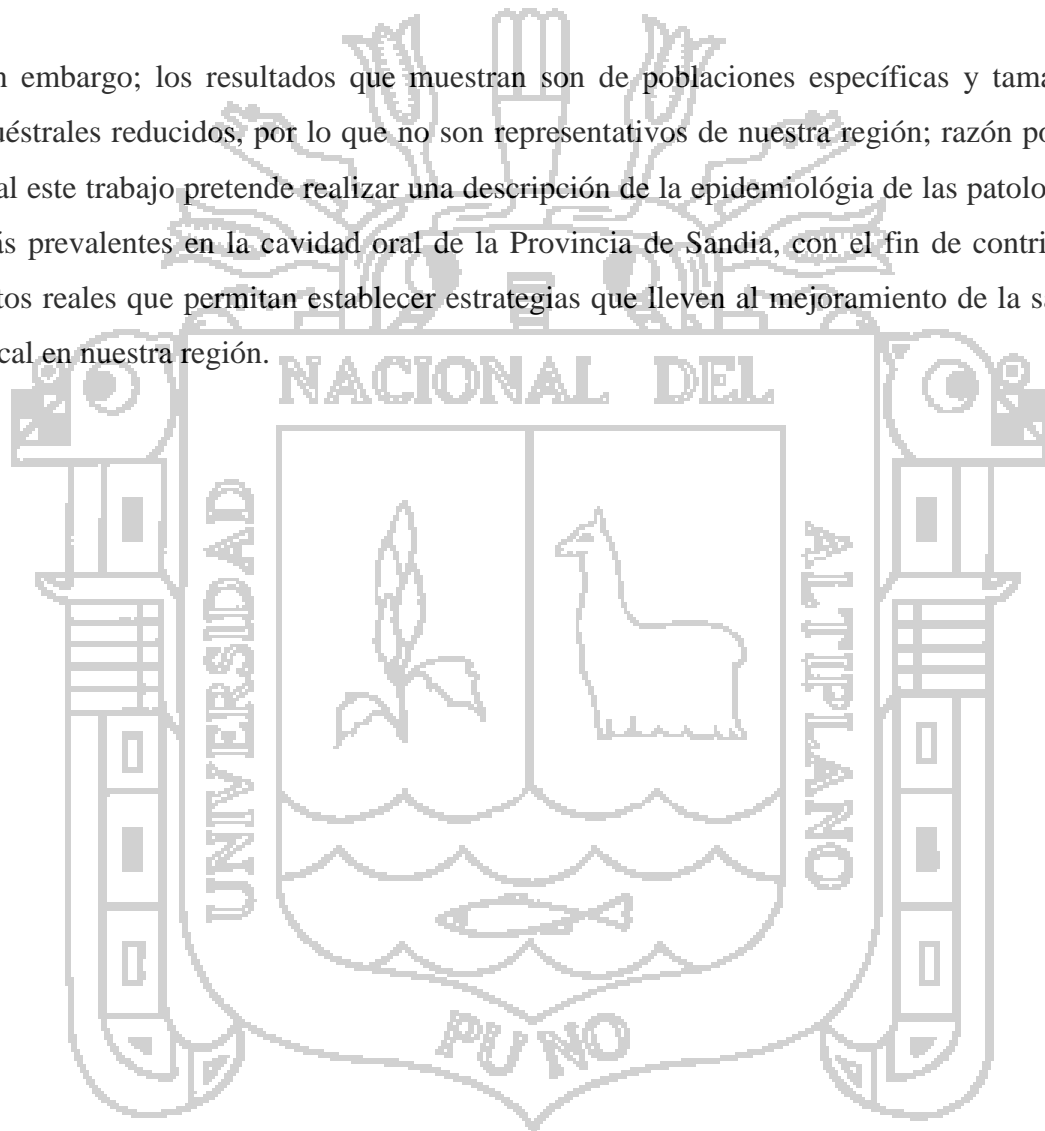 n embargo; los resultados que muestran son de poblaciones específicas y tama
uéstrales reducidos, por lo que no son representativos de nuestra región; razón po
al este trabajo pretende realizar una descripción de la epidemiológia de las patolo
ás prevalentes en la cavidad oral de la Provincia de Sandia, con el fin de contri
tos reales que permitan establecer estrategias que lleven al mejoramiento de la s
cal en nuestra región.
NACIONAL DEL
UNIVERSIDAD
ALTIPLANO
PUNO